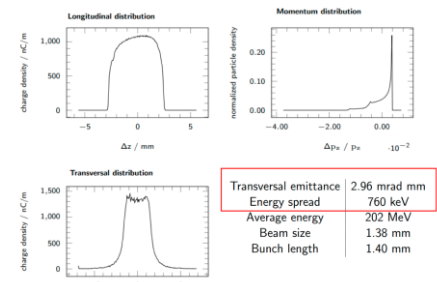 Longitudinal distribution
charge density / nC/m
1,000
500
0
−5
0
5
Δz / mm
Momentum distribution
normalized particle density
0.20
0.10
0.00
−4.00
−2.00
0.00
·10⁻²
Transversal distribution
charge density / nC/m
1,500
1,000
500
0
Transversal emittance 2.96 mrad mm
Energy spread 760 keV
Average energy 202 MeV
Beam size 1.38 mm
Bunch length 1.40 mm